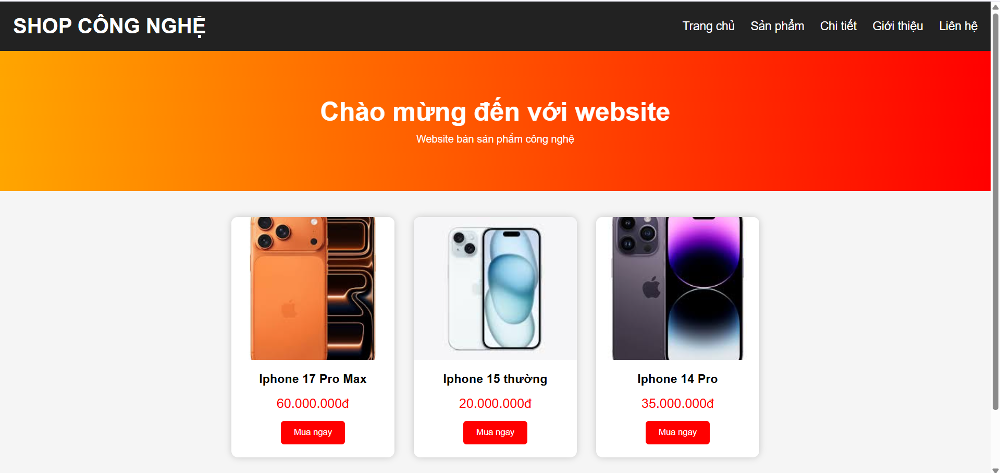 SHOP CÔNG NGHỆ
Trang chủ Sản phẩm Chi tiết Giới thiệu Liên hệ
Chào mừng đến với website
Website bán sản phẩm công nghệ
Iphone 17 Pro Max
60.000.000đ
Mua ngay
Iphone 15 thường
20.000.000đ
Mua ngay
Iphone 14 Pro
35.000.000đ
Mua ngay